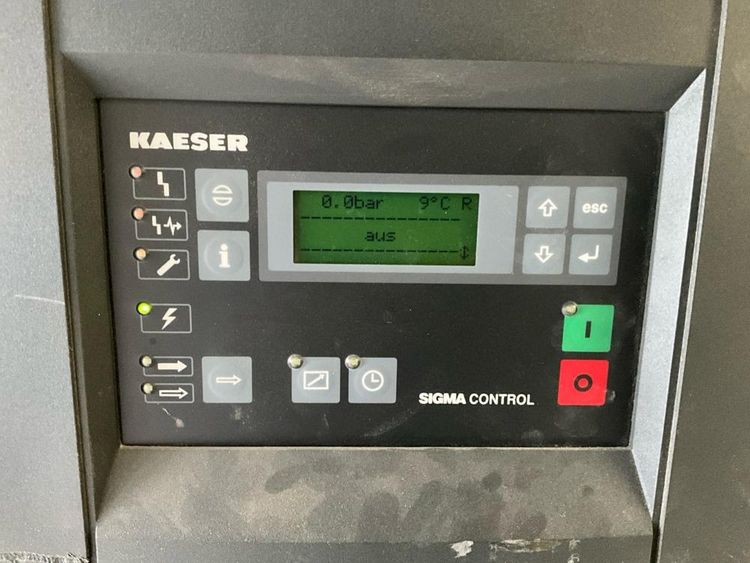 KAESER
0.0bar 9°C R
aus
esc
i
I
O
SIGMA CONTROL